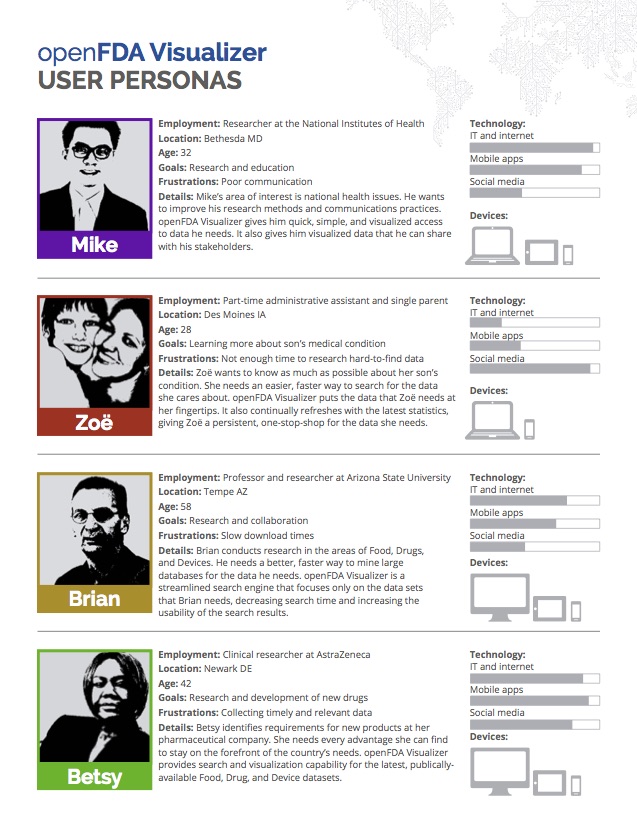 openFDA Visualizer
USER PERSONAS
Mike
Employment: Researcher at the National Institutes of Health
Location: Bethesda MD
Age: 32
Goals: Research and education
Frustrations: Poor communication
Details: Mike's area of interest is national health issues. He wants
to improve his research methods and communications practices.
openFDA Visualizer gives him quick, simple, and visualized access
to data he needs. It also gives him visualized data that he can share
with his stakeholders.
Technology:
IT and internet
Mobile apps
Social media
Devices:
Zoë
Employment: Part-time administrative assistant and single parent
Location: Des Moines IA
Age: 28
Goals: Learning more about son's medical condition
Frustrations: Not enough time to research hard-to-find data
Details: Zoë wants to know as much as possible about her son's
condition. She needs an easier, faster way to search for the data
she cares about. openFDA Visualizer puts the data that Zoë needs at
her fingertips. It also continually refreshes with the latest statistics,
giving Zoë a persistent, one-stop-shop for the data she needs.
Technology:
IT and internet
Mobile apps
Social media
Devices:
Brian
Employment: Professor and researcher at Arizona State University
Location: Tempe AZ
Age: 58
Goals: Research and collaboration
Frustrations: Slow download times
Details: Brian conducts research in the areas of Food, Drugs,
and Devices. He needs a better, faster way to mine large
databases for the data he needs. openFDA Visualizer is a
streamlined search engine that focuses only on the data sets
that Brian needs, decreasing search time and increasing the
usability of the search results.
Technology:
IT and internet
Mobile apps
Social media
Devices:
Betsy
Employment: Clinical researcher at AstraZeneca
Location: Newark DE
Age: 42
Goals: Research and development of new drugs
Frustrations: Collecting timely and relevant data
Details: Betsy identifies requirements for new products at her
pharmaceutical company. She needs every advantage she can find
to stay on the forefront of the country's needs. openFDA Visualizer
provides search and visualization capability for the latest, publically-
available Food, Drug, and Device datasets.
Technology:
IT and internet
Mobile apps
Social media
Devices: